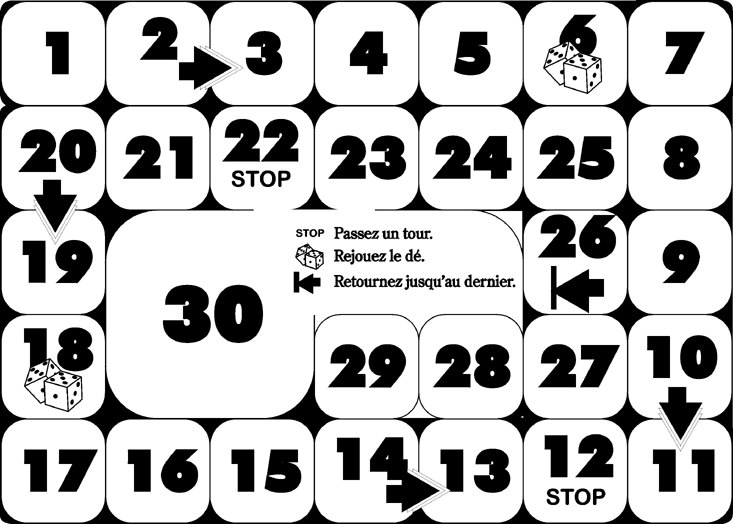 1 2 3 4 5 6 7
20 21 22 23 24 25 8
STOP
19 30 26 9
STOP Passez un tour.
Rejouez le dé.
Retournez jusqu'au dernier.
18 29 28 27 10
17 16 15 14 13 12 11
STOP